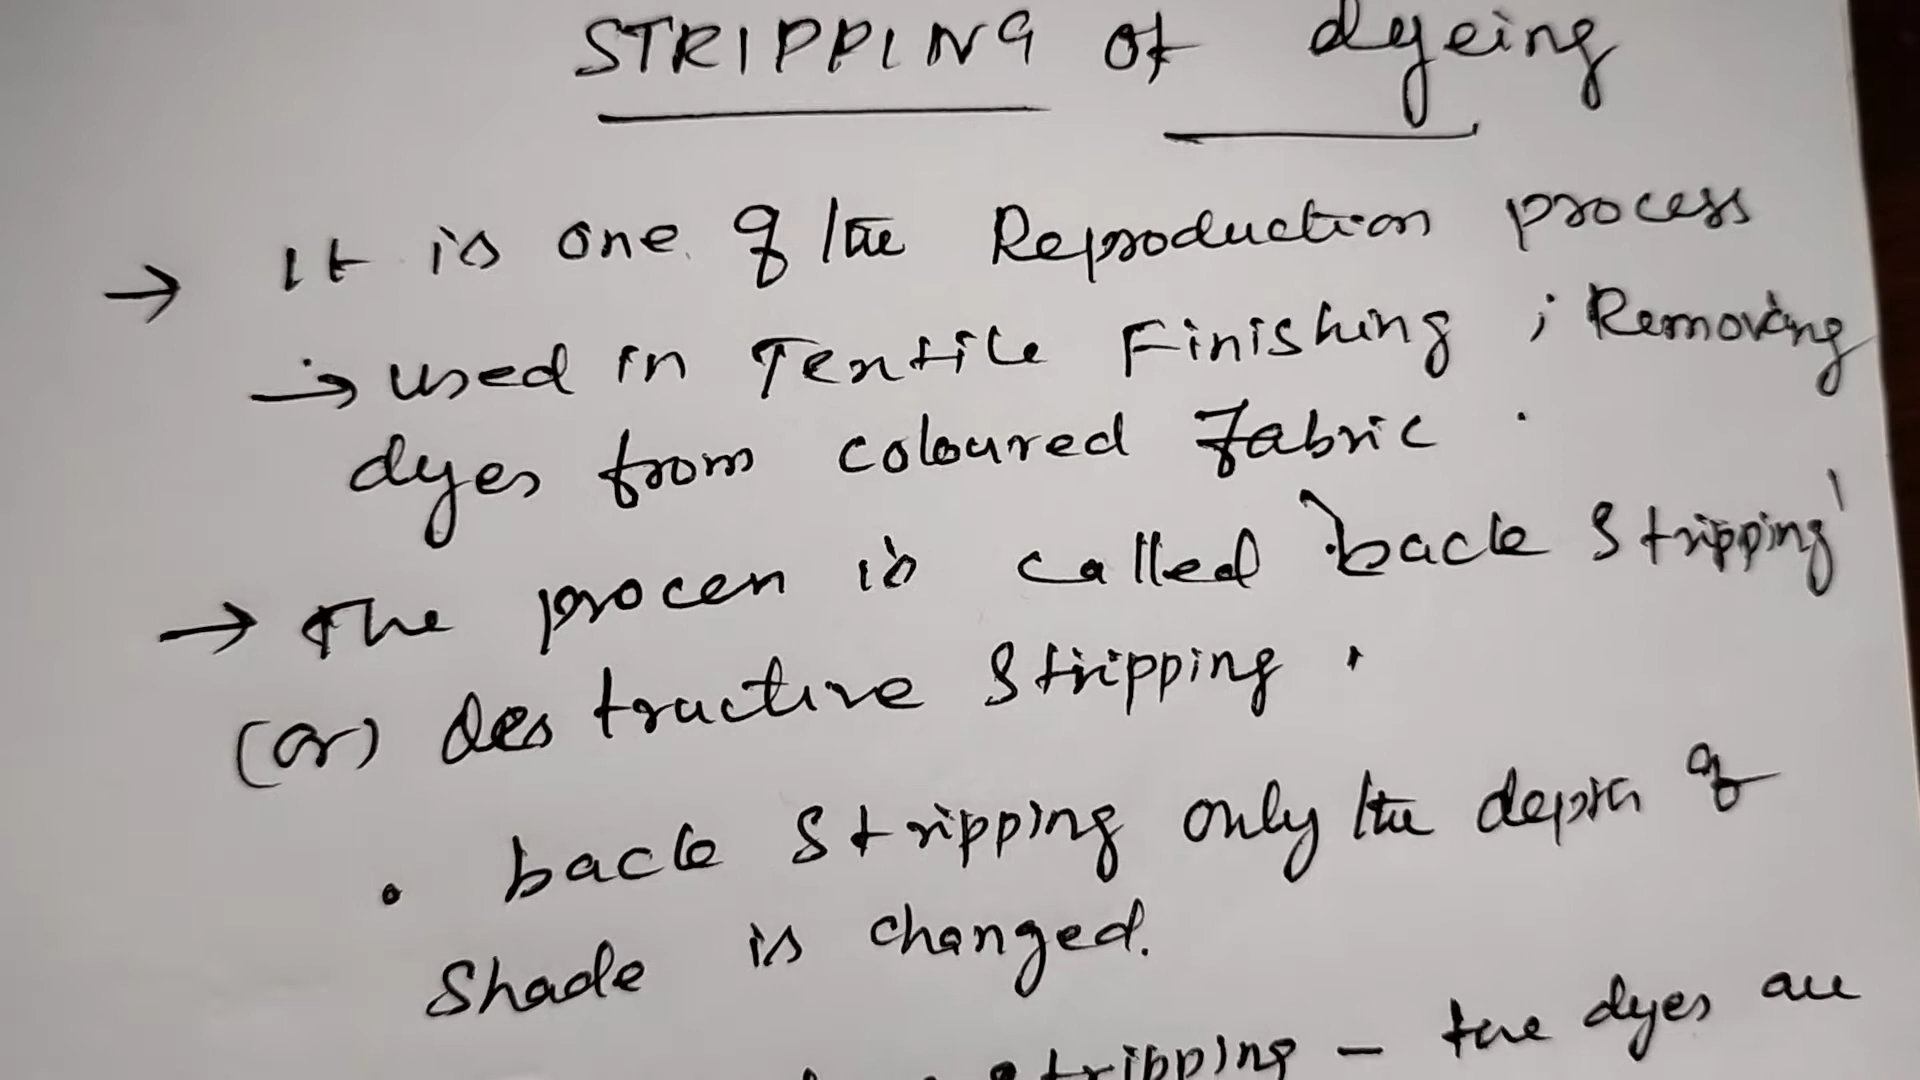 STRIPPING of dyeing
→ It is one of the Reproduction process
→ used in Textile Finishing ; Removing
dyes from coloured fabric .
→ The process is called 'back stripping'
(or) destructive stripping .
• back stripping only the depth of
shade is changed.
stripping – the dyes are